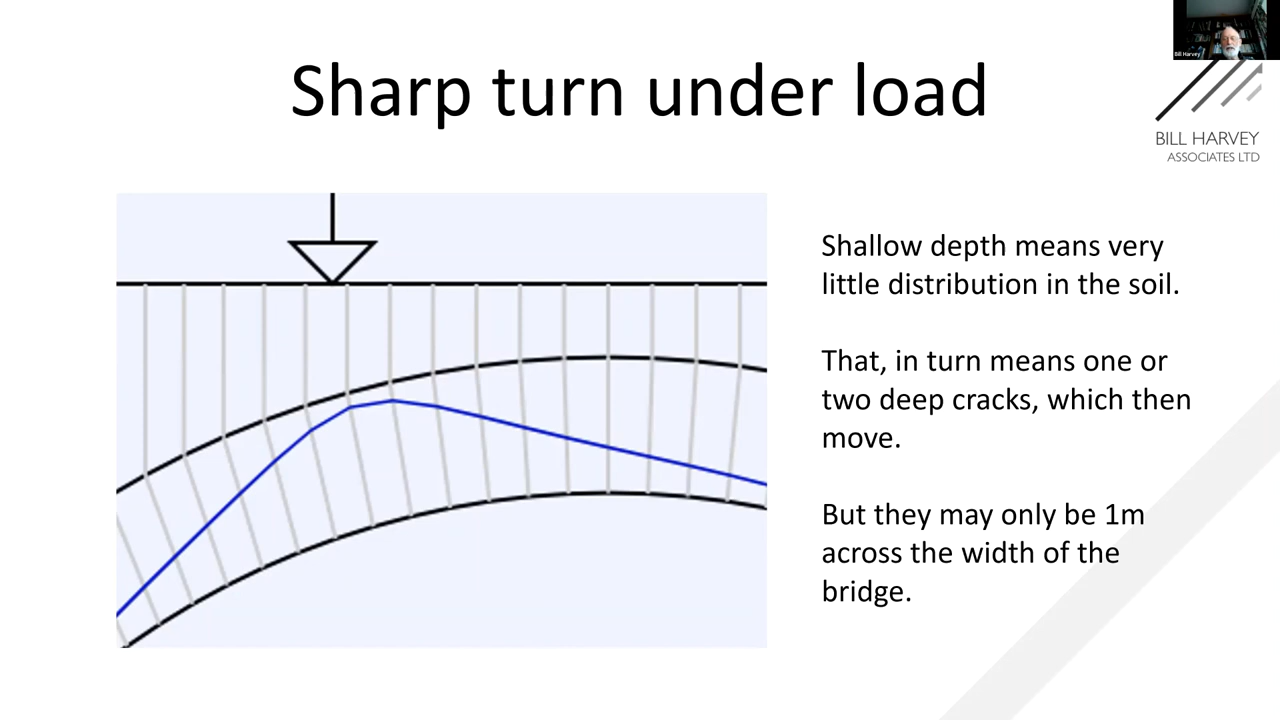 Bill Harvey
Sharp turn under load
BILL HARVEY
ASSOCIATES LTD
Shallow depth means very
little distribution in the soil.
That, in turn means one or
two deep cracks, which then
move.
But they may only be 1m
across the width of the
bridge.